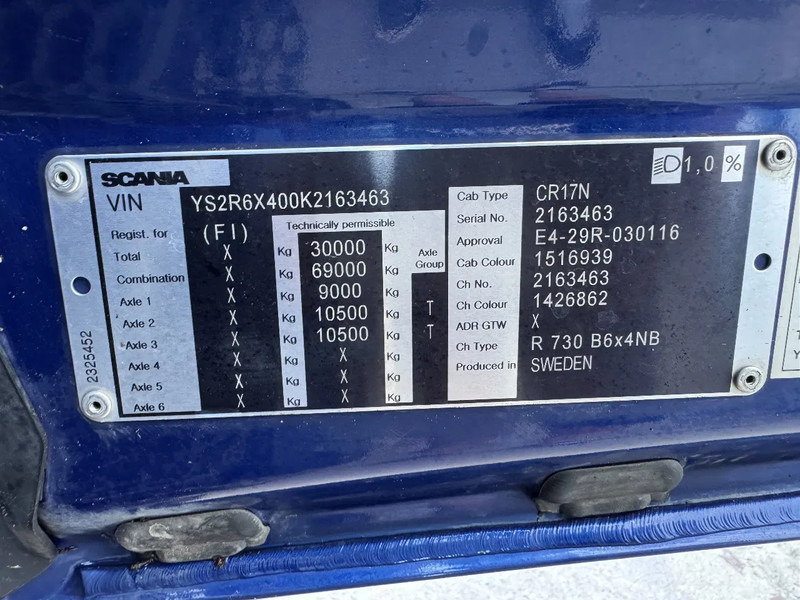 SCANIA
1,0 %
VIN YS2R6X400K2163463
Regist. for (FI) Technically permissible
Total X Kg 30000 Kg Axle Group
Combination X Kg 69000 Kg
Axle 1 X Kg 9000 Kg
Axle 2 X Kg 10500 Kg T
Axle 3 X Kg 10500 Kg T
Axle 4 X Kg X Kg
Axle 5 X Kg X Kg
Axle 6 X Kg X Kg
2325452
Cab Type CR17N
Serial No. 2163463
Approval E4-29R-030116
Cab Colour 1516939
Ch No. 2163463
Ch Colour 1426862
ADR GTW X
Ch Type R 730 B6x4NB
Produced in SWEDEN